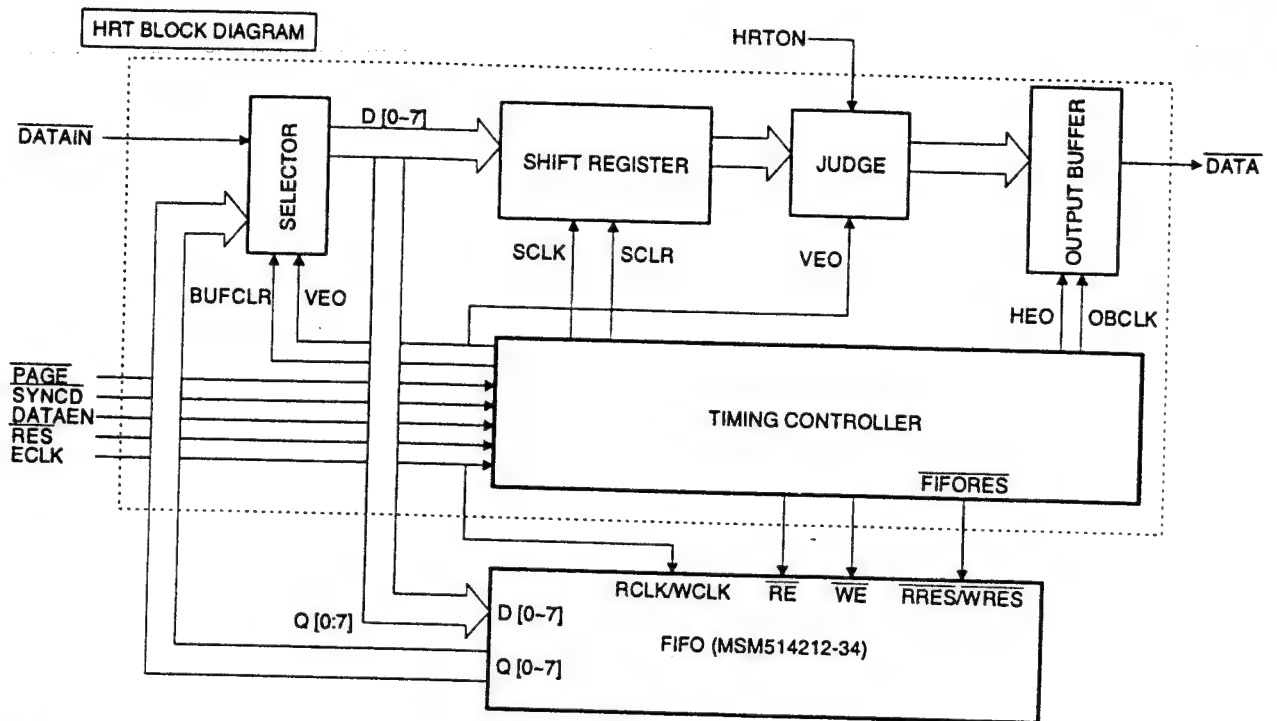 HRT BLOCK DIAGRAM
HRTON
DATAIN
SELECTOR
D [0~7]
SHIFT REGISTER
JUDGE
OUTPUT BUFFER
DATA
BUFCLR
VEO
SCLK
SCLR
VEO
HEO
OBCLK
PAGE
SYNCD
DATAEN
RES
ECLK
TIMING CONTROLLER
FIFORES
RCLK/WCLK
RE
WE
RRES/WRES
Q [0:7]
D [0~7]
FIFO (MSM514212-34)
Q [0~7]